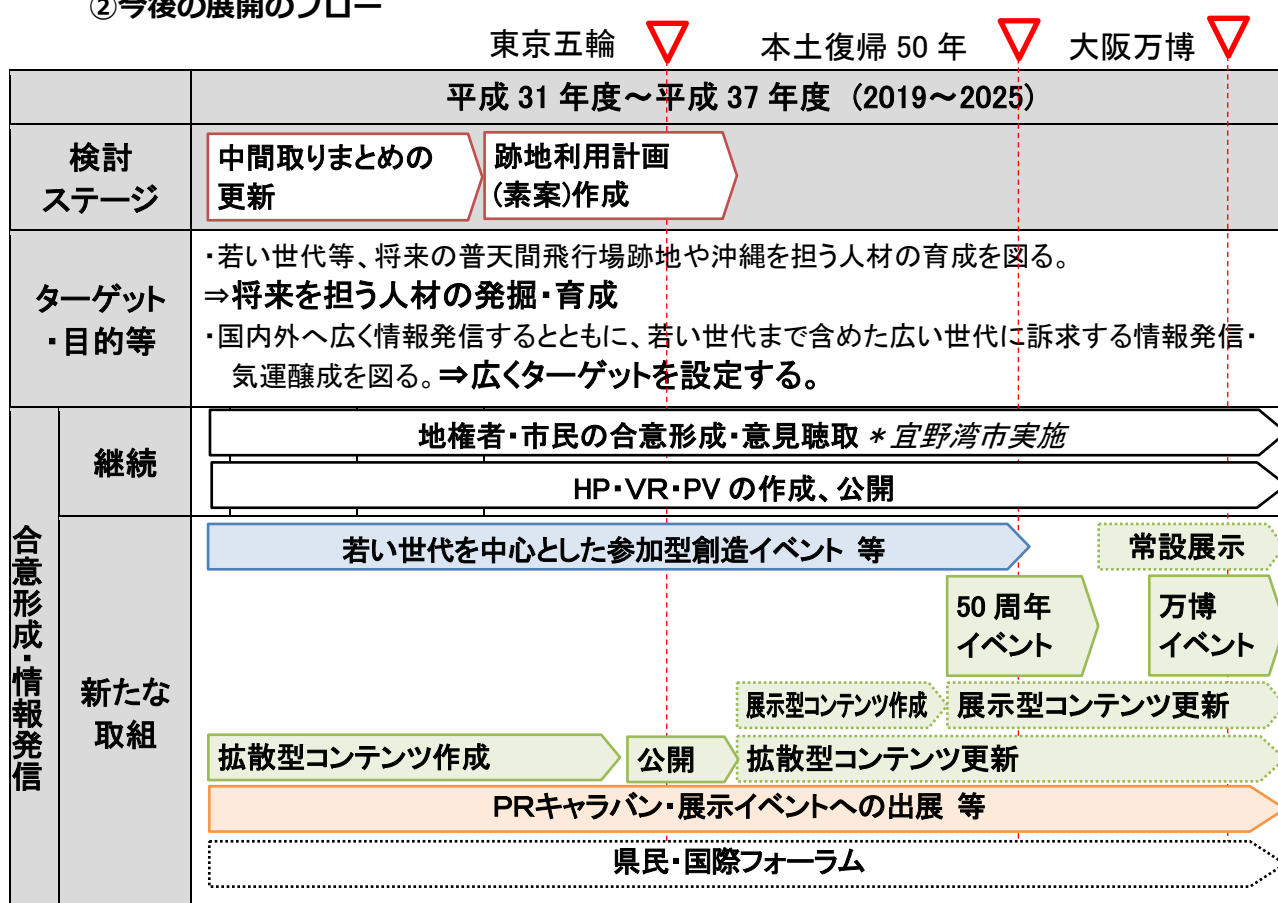 ②今後の展開のフロー
東京五輪
本土復帰 50 年
大阪万博
平成 31 年度～平成 37 年度 (2019～2025)
検討
ステージ
中間取りまとめの
更新
跡地利用計画
(素案)作成
ターゲット
・目的等
・若い世代等、将来の普天間飛行場跡地や沖縄を担う人材の育成を図る。
⇒将来を担う人材の発掘・育成
・国内外へ広く情報発信するとともに、若い世代まで含めた広い世代に訴求する情報発信・
気運醸成を図る。⇒広くターゲットを設定する。
合意形成・情報発信
継続
地権者・市民の合意形成・意見聴取 ＊宜野湾市実施
HP・VR・PV の作成、公開
新たな
取組
若い世代を中心とした参加型創造イベント 等
常設展示
50 周年
イベント
万博
イベント
展示型コンテンツ作成
展示型コンテンツ更新
拡散型コンテンツ作成
公開
拡散型コンテンツ更新
PRキャラバン・展示イベントへの出展 等
県民・国際フォーラム